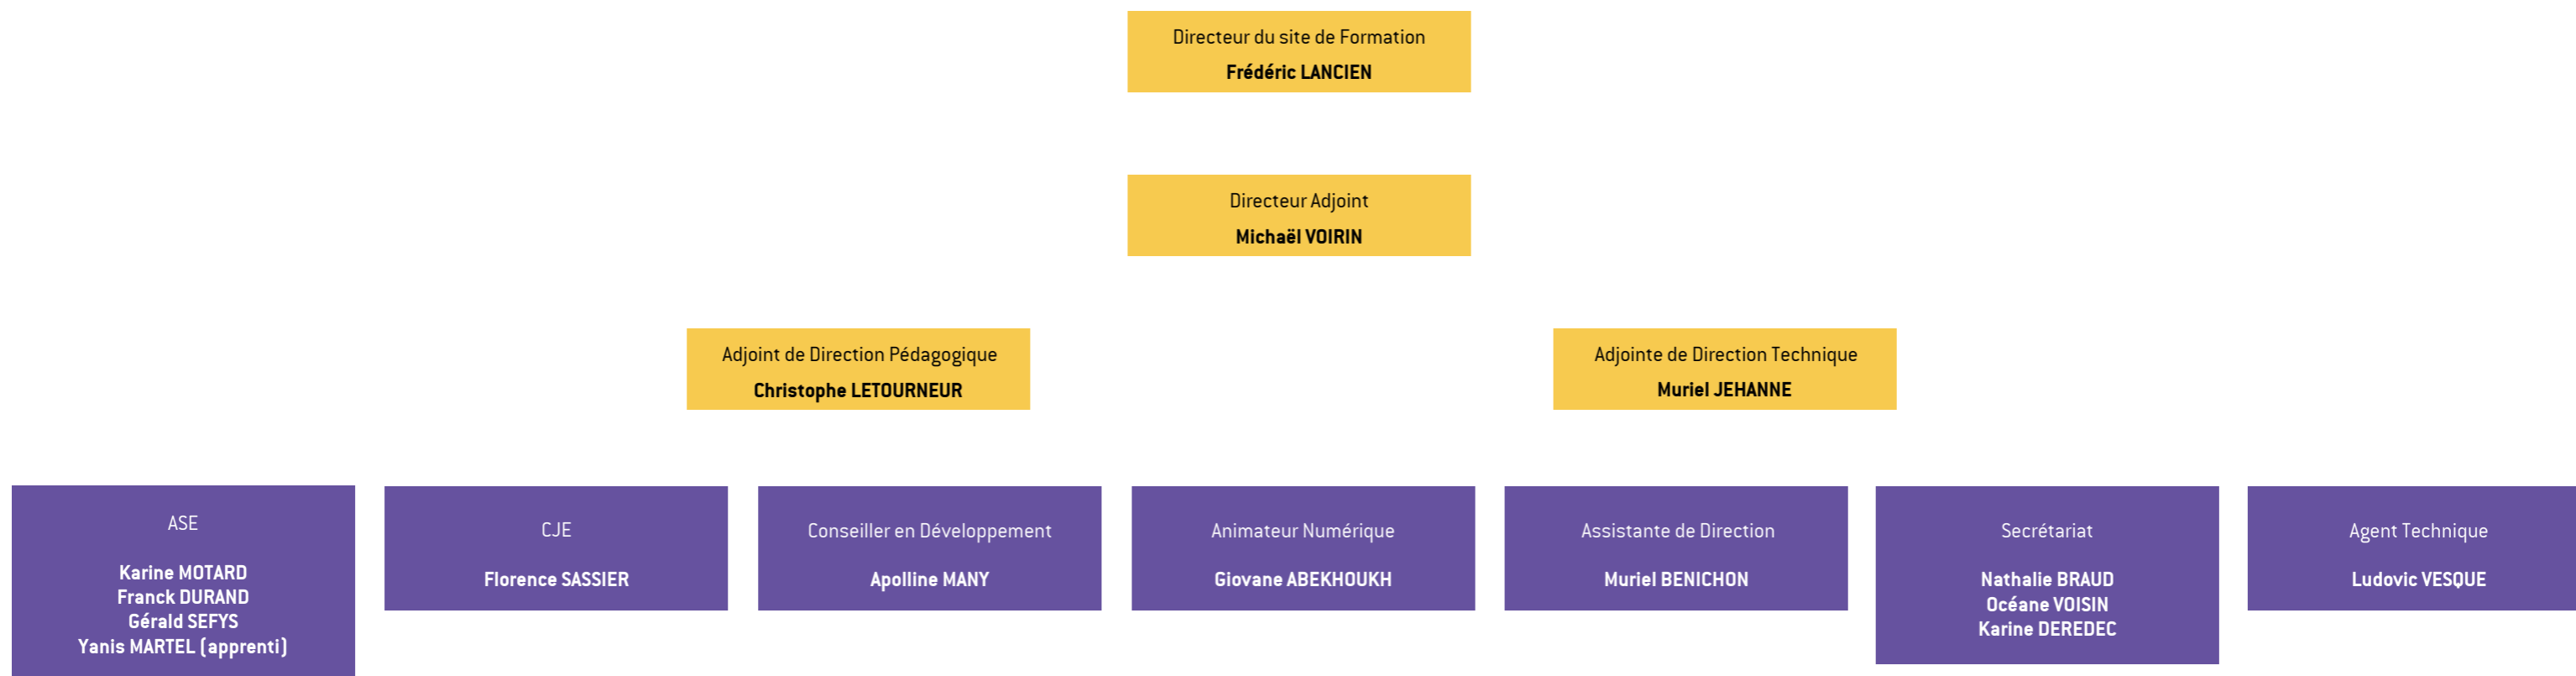 Directeur du site de Formation
Frédéric LANCIEN
Directeur Adjoint
Michaël VOIRIN
Adjoint de Direction Pédagogique
Christophe LETOURNEUR
Adjointe de Direction Technique
Muriel JEHANNE
ASE
Karine MOTARD
Franck DURAND
Gérald SEFYS
Yanis MARTEL (apprenti)
CJE
Florence SASSIER
Conseiller en Développement
Apolline MANY
Animateur Numérique
Giovane ABEKHOUKH
Assistante de Direction
Muriel BENICHON
Secrétariat
Nathalie BRAUD
Océane VOISIN
Karine DEREDEC
Agent Technique
Ludovic VESQUE